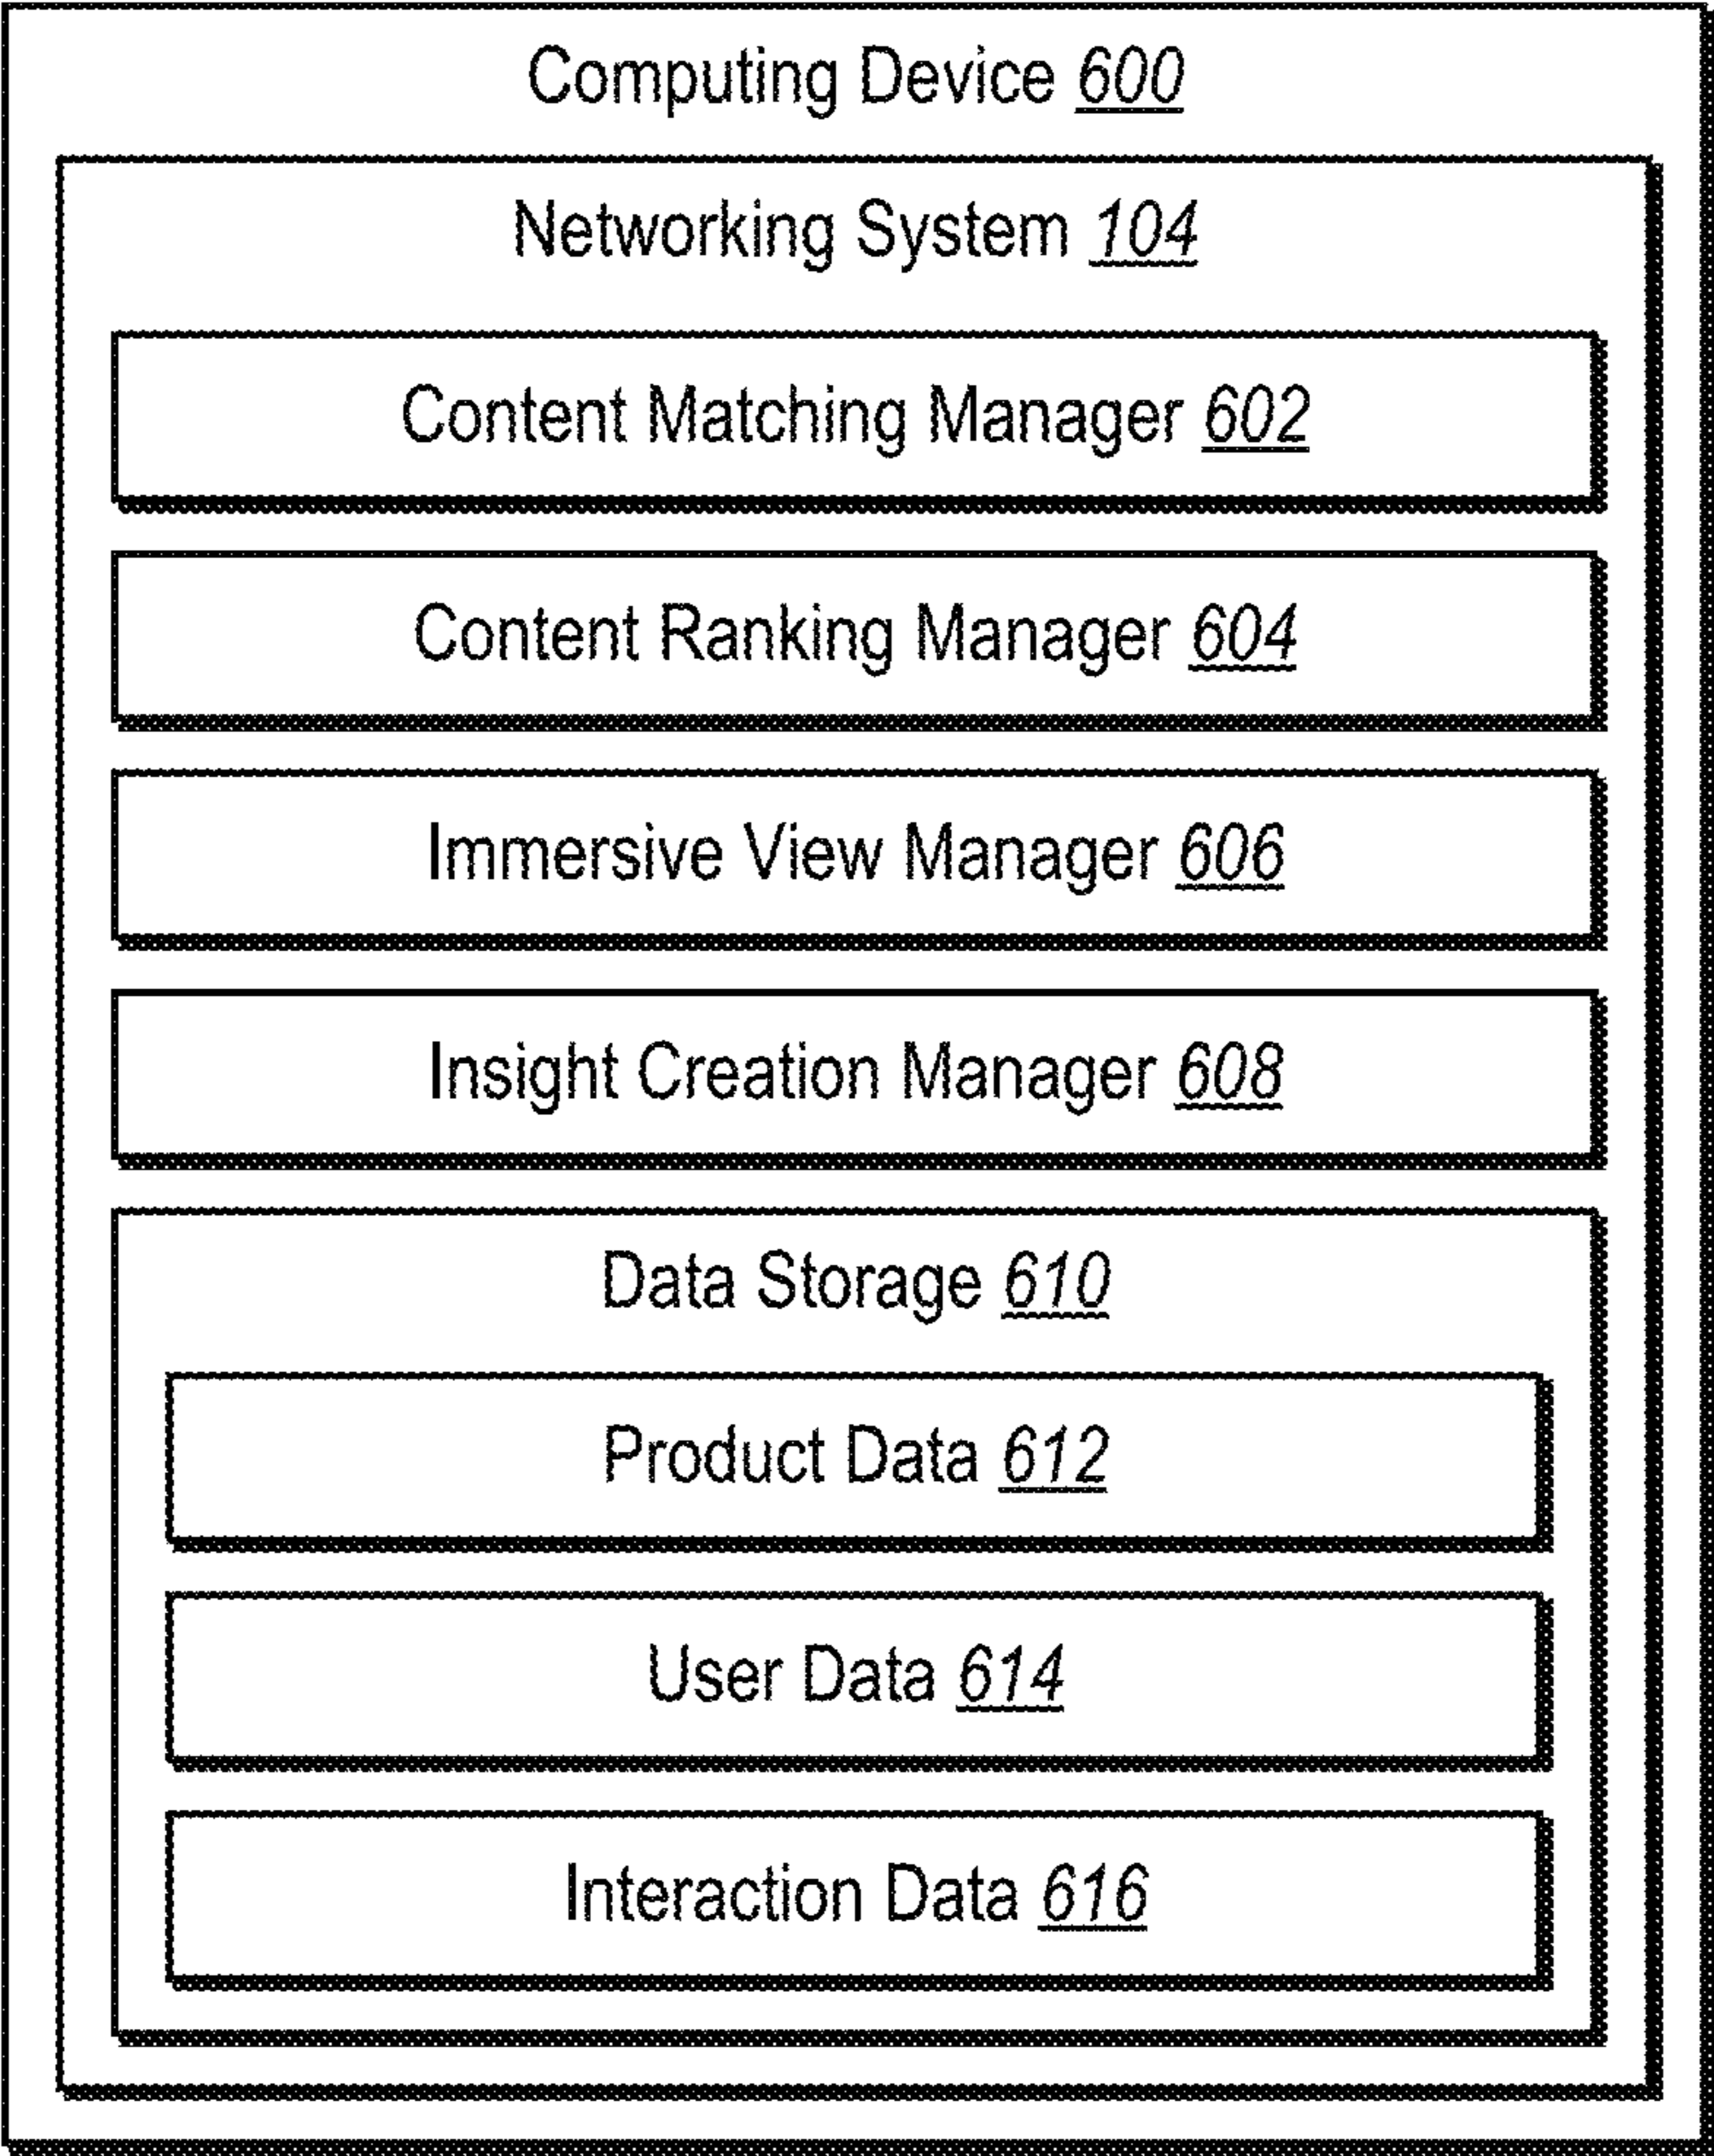 Computing Device 600
Networking System 104
Content Matching Manager 602
Content Ranking Manager 604
Immersive View Manager 606
Insight Creation Manager 608
Data Storage 610
Product Data 612
User Data 614
Interaction Data 616